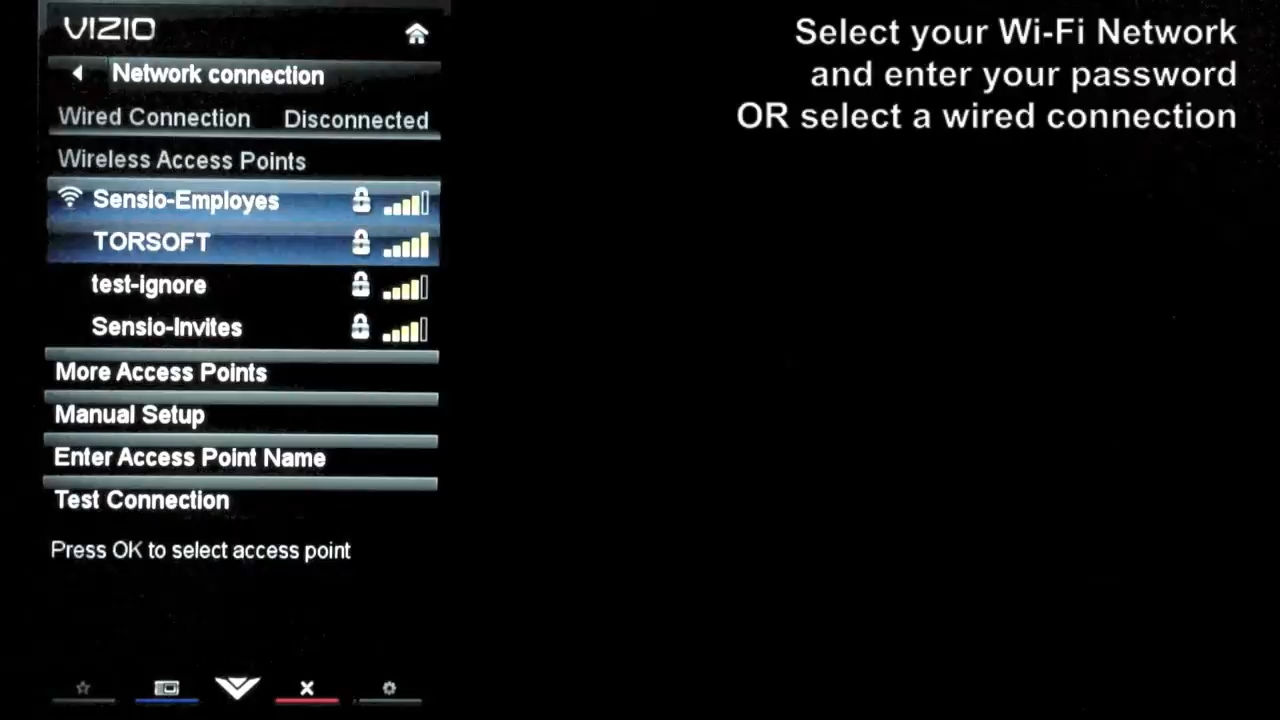 VIZIO
Network connection
Wired Connection Disconnected
Wireless Access Points
Sensio-Employes
TORSOFT
test-ignore
Sensio-Invites
More Access Points
Manual Setup
Enter Access Point Name
Test Connection
Press OK to select access point
Select your Wi-Fi Network
and enter your password
OR select a wired connection